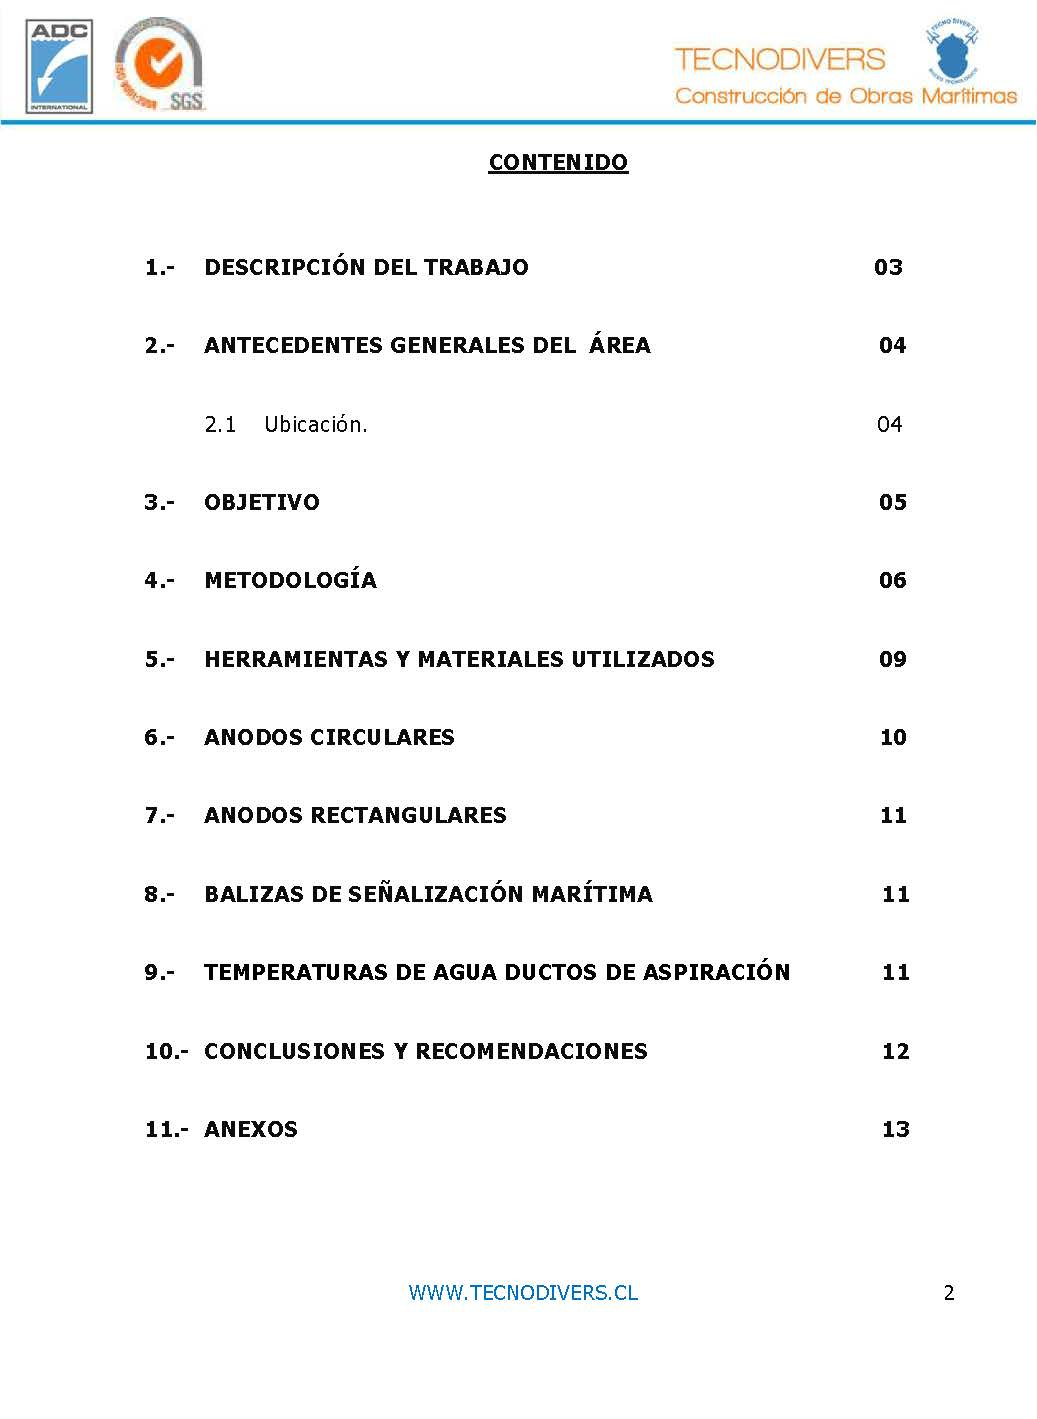 ADC
INTERNATIONAL
SGS
TECNODIVERS
Construcción de Obras Marítimas
CONTENIDO
1.- DESCRIPCIÓN DEL TRABAJO 03
2.- ANTECEDENTES GENERALES DEL ÁREA 04
2.1 Ubicación. 04
3.- OBJETIVO 05
4.- METODOLOGÍA 06
5.- HERRAMIENTAS Y MATERIALES UTILIZADOS 09
6.- ANODOS CIRCULARES 10
7.- ANODOS RECTANGULARES 11
8.- BALIZAS DE SEÑALIZACIÓN MARÍTIMA 11
9.- TEMPERATURAS DE AGUA DUCTOS DE ASPIRACIÓN 11
10.- CONCLUSIONES Y RECOMENDACIONES 12
11.- ANEXOS 13
WWW.TECNODIVERS.CL 2